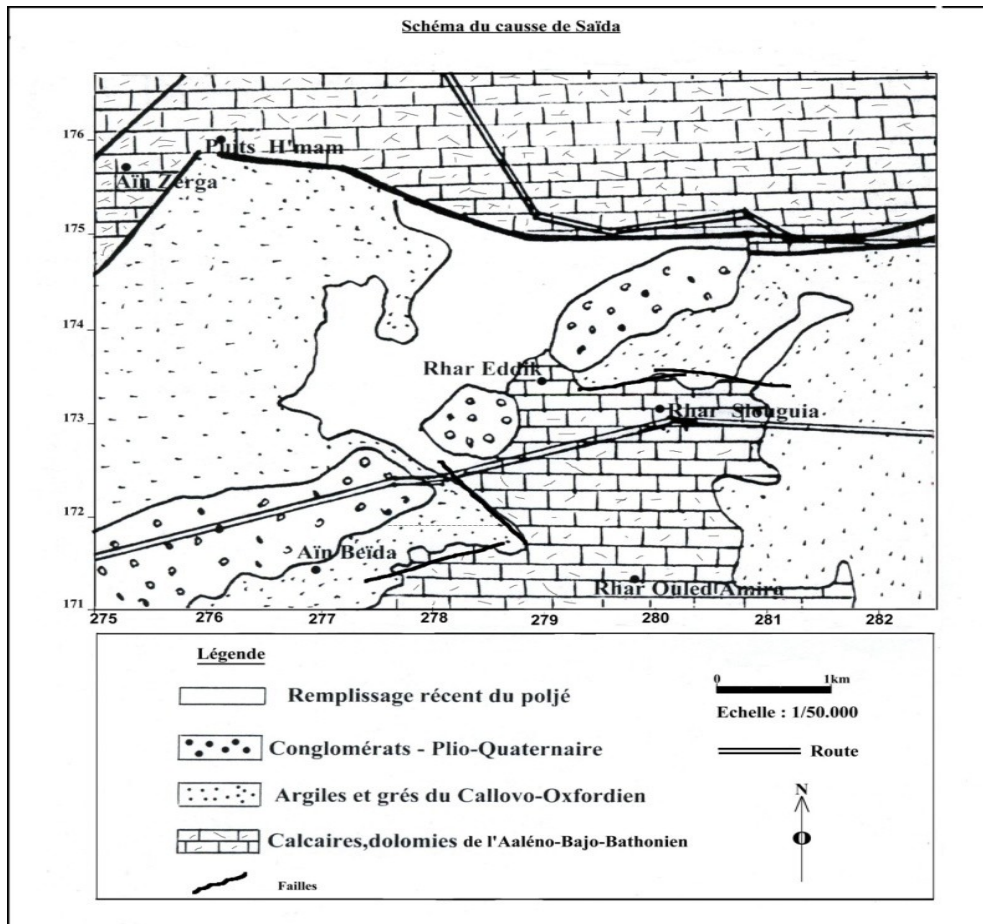 Schéma du causse de Saïda
176
Puits H'mam
Aïn Zerga
175
174
Rhar Eddik
173
Rhar Slouguia
172
Aïn Beïda
Rhar Ouled Amira
171
275 276 277 278 279 280 281 282
Légende
Remplissage récent du poljé
Conglomérats - Plio-Quaternaire
Argiles et grés du Callovo-Oxfordien
Calcaires,dolomies de l'Aaléno-Bajo-Bathonien
Failles
0 1km
Echelle : 1/50.000
Route
N